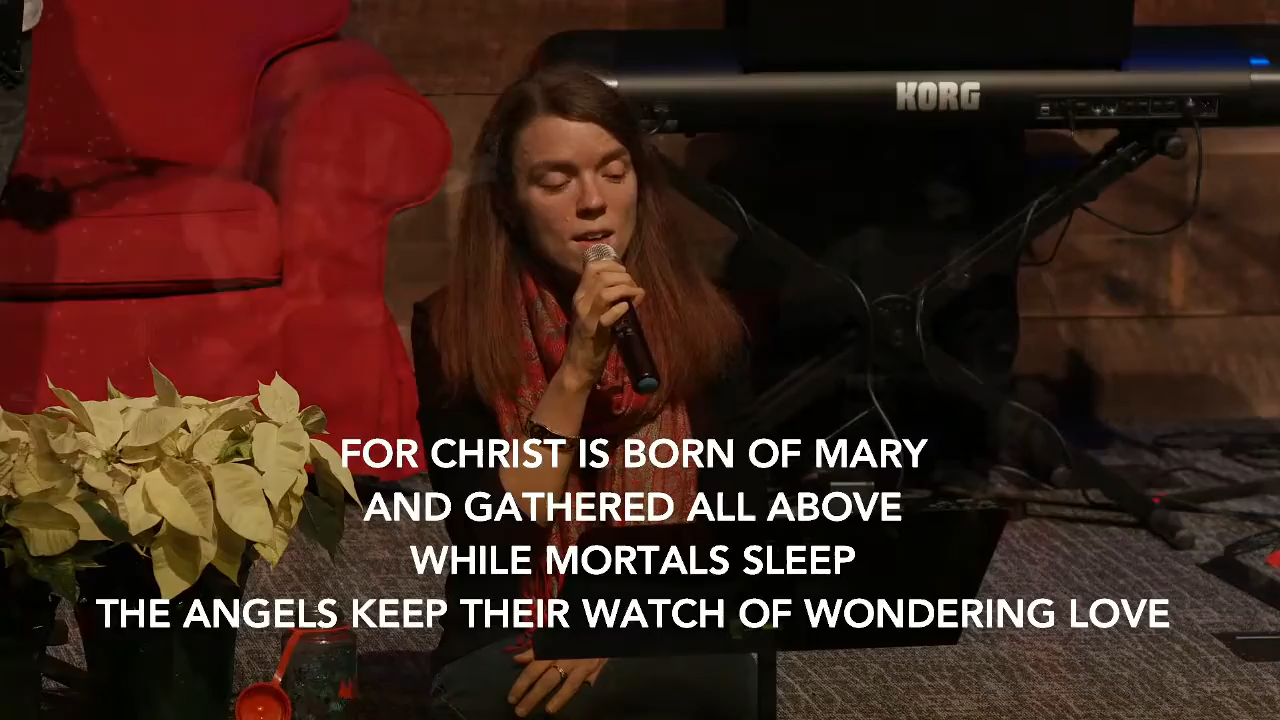 KORG
FOR CHRIST IS BORN OF MARY
AND GATHERED ALL ABOVE
WHILE MORTALS SLEEP
THE ANGELS KEEP THEIR WATCH OF WONDERING LOVE